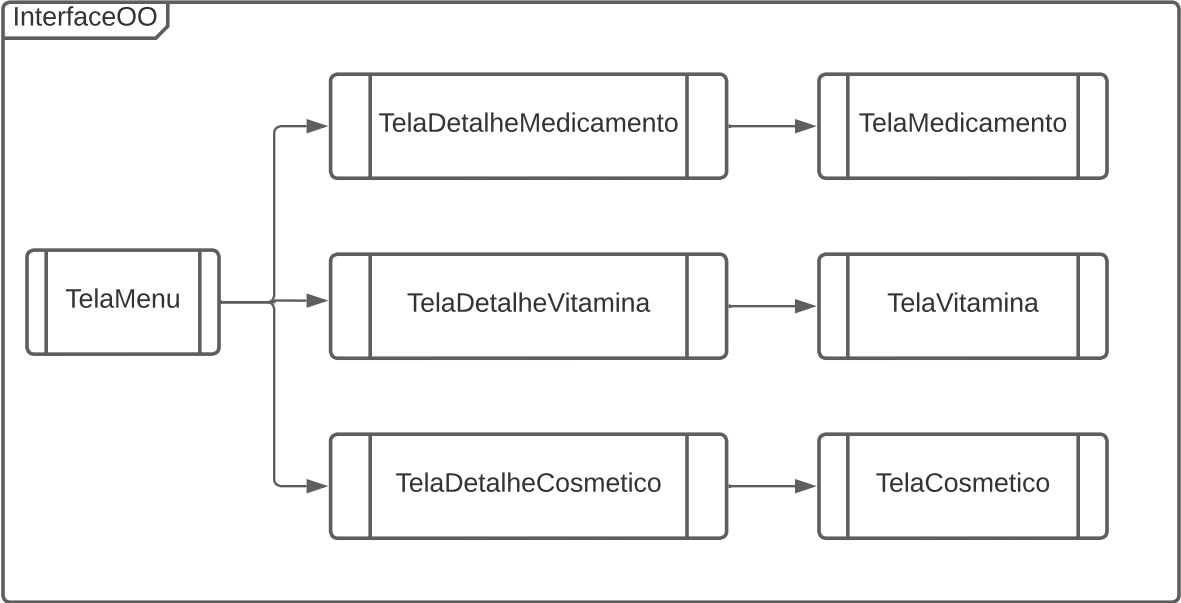 InterfaceOO
TelaDetalheMedicamento
TelaMedicamento
TelaMenu
TelaDetalheVitamina
TelaVitamina
TelaDetalheCosmetico
TelaCosmetico